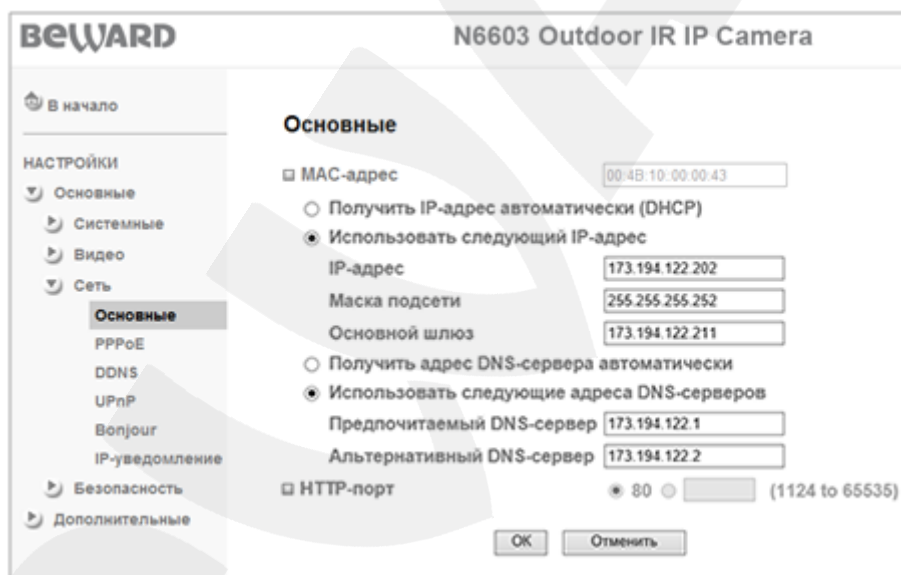 BEWARD
N6603 Outdoor IR IP Camera
В начало
НАСТРОЙКИ
Основные
Системные
Видео
Сеть
Основные
PPPoE
DDNS
UPnP
Bonjour
IP-уведомление
Безопасность
Дополнительные
Основные
MAC-адрес 00:4B:10:00:00:43
Получить IP-адрес автоматически (DHCP)
Использовать следующий IP-адрес
IP-адрес 173.194.122.202
Маска подсети 255.255.255.252
Основной шлюз 173.194.122.211
Получить адрес DNS-сервера автоматически
Использовать следующие адреса DNS-серверов
Предпочитаемый DNS-сервер 173.194.122.1
Альтернативный DNS-сервер 173.194.122.2
HTTP-порт 80 (1124 to 65535)
OK Отменить